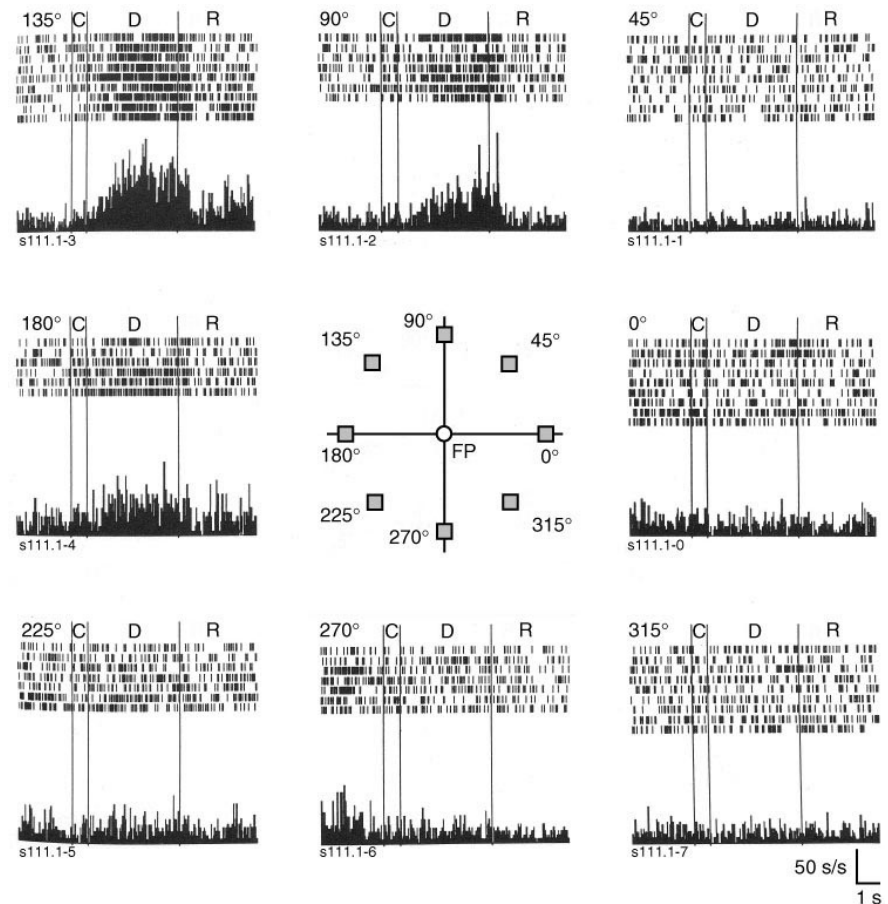 135° C D R
s111.1-3
90° C D R
s111.1-2
45° C D R
s111.1-1
180° C D R
s111.1-4
90°
135°
45°
180°
FP
0°
225°
270°
315°
0° C D R
s111.1-0
225° C D R
s111.1-5
270° C D R
s111.1-6
315° C D R
s111.1-7
50 s/s
1 s